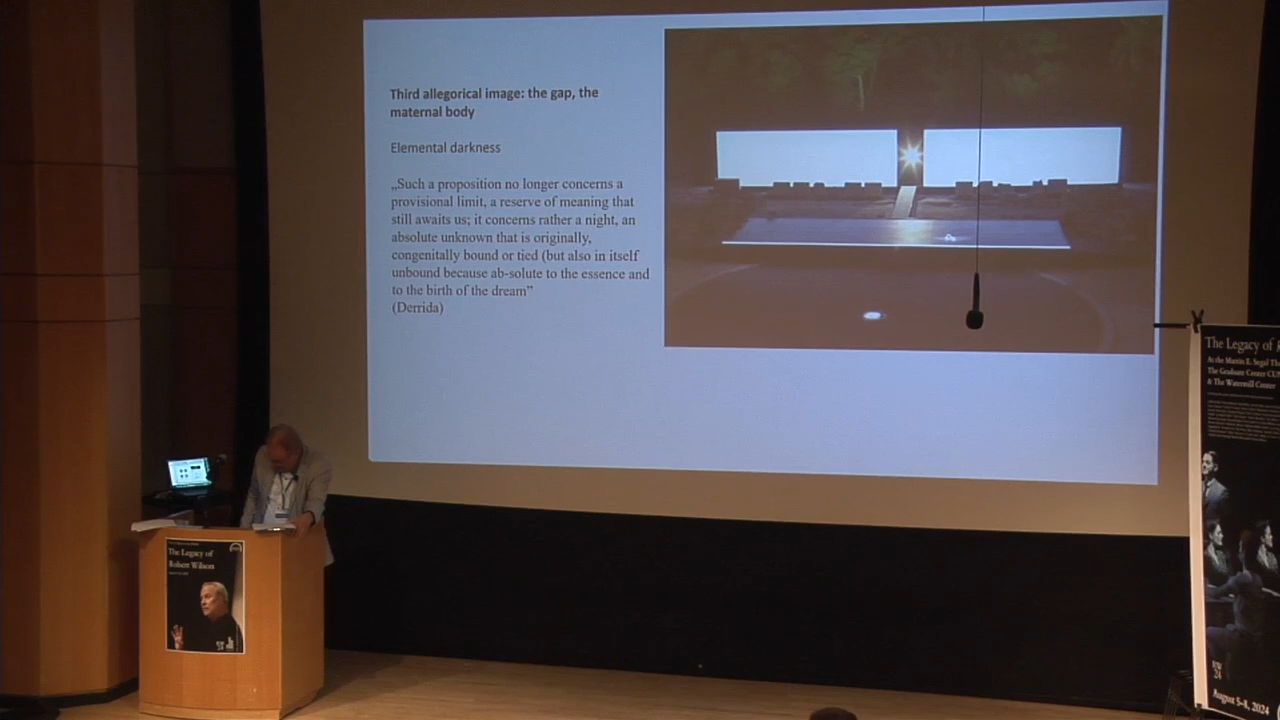 Third allegorical image: the gap, the
maternal body
Elemental darkness
„Such a proposition no longer concerns a
provisional limit, a reserve of meaning that
still awaits us; it concerns rather a night, an
absolute unknown that is originally,
congenitally bound or tied (but also in itself
unbound because ab-solute to the essence and
to the birth of the dream”
(Derrida)
The Legacy of
At the Martin E. Segal
The Graduate Center
& The Watermill Center
August 5-8, 2024
The Legacy of
Robert Wilson